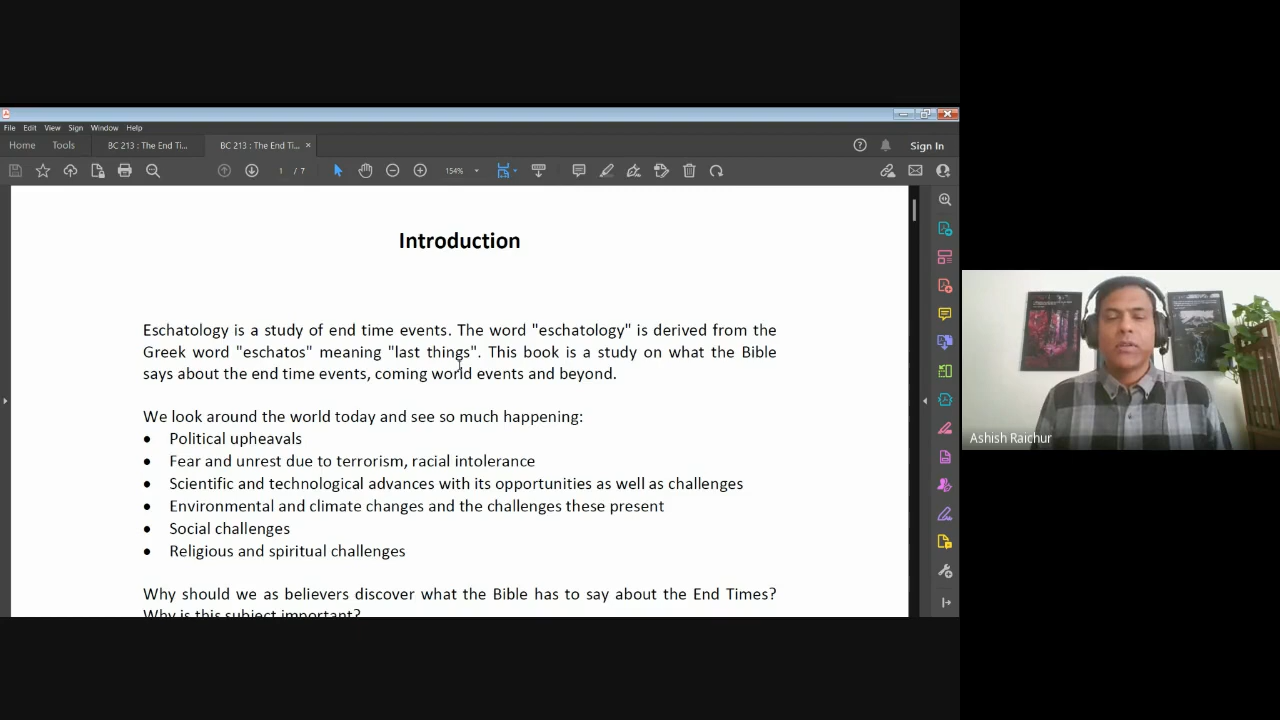 File Edit View Sign Window Help
Home Tools BC 213 : The End Ti... BC 213 : The End Ti... × Sign In
1 / 7 154%
Introduction
Eschatology is a study of end time events. The word "eschatology" is derived from the
Greek word "eschatos" meaning "last things". This book is a study on what the Bible
says about the end time events, coming world events and beyond.
We look around the world today and see so much happening:
• Political upheavals
• Fear and unrest due to terrorism, racial intolerance
• Scientific and technological advances with its opportunities as well as challenges
• Environmental and climate changes and the challenges these present
• Social challenges
• Religious and spiritual challenges
Why should we as believers discover what the Bible has to say about the End Times?
Why is this subject important?
Ashish Raichur